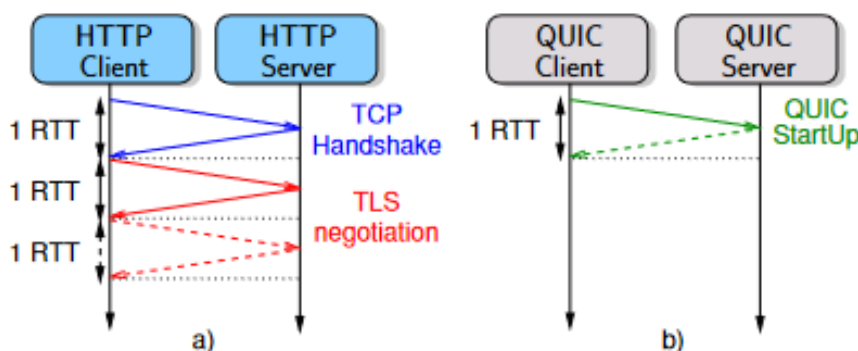 HTTP
Client
HTTP
Server
1 RTT
TCP
Handshake
1 RTT
TLS
negotiation
1 RTT
a)
QUIC
Client
QUIC
Server
1 RTT
QUIC
StartUp
b)